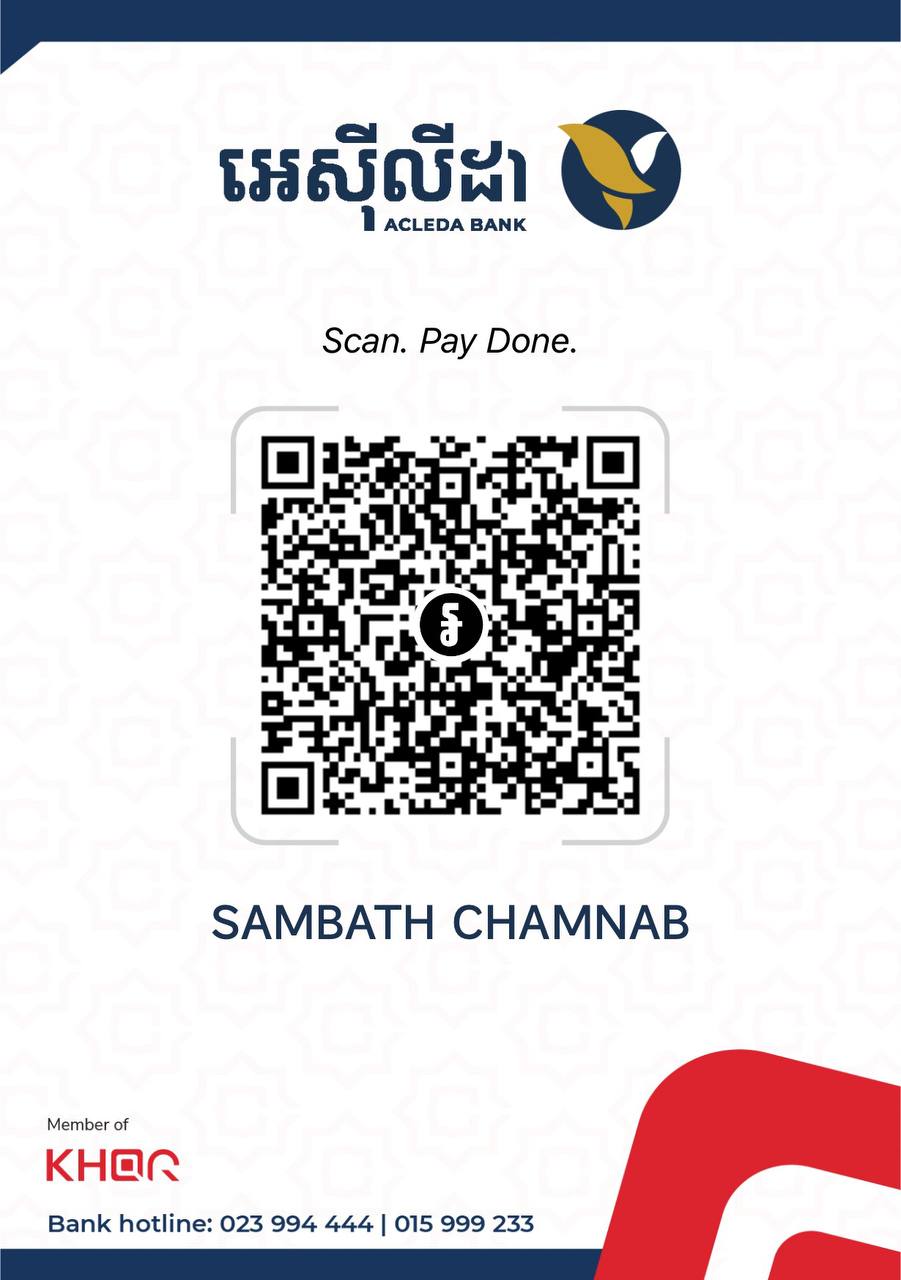 អេស៊ីលីដា
ACLEDA BANK
Scan. Pay Done.
៛
SAMBATH CHAMNAB
Member of
KHQR
Bank hotline: 023 994 444 | 015 999 233